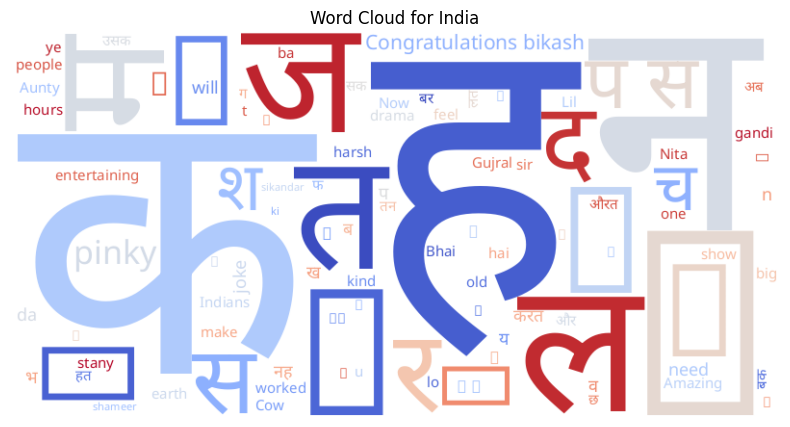 Word Cloud for India
ye
उसक
people
Aunty
hours
म
will
ज
ba
ग
t
सक
Congratulations bikash
Now
बर
drama
feel
लत
Lil
ह
प
स
न
अब
gandi
Nita
च
one
n
द
Gujral
sir
harsh
entertaining
क
श
sikandar
फ
ki
त
प
तन
ब
ख
kind
pinky
joke
Indians
make
Bhai
hai
old
औरत
show
big
da
stany
हत
भ
shameer
earth
स
नह
worked
Cow
u
र
lo
य
करत
और
ल
व
छ
need
Amazing
बक